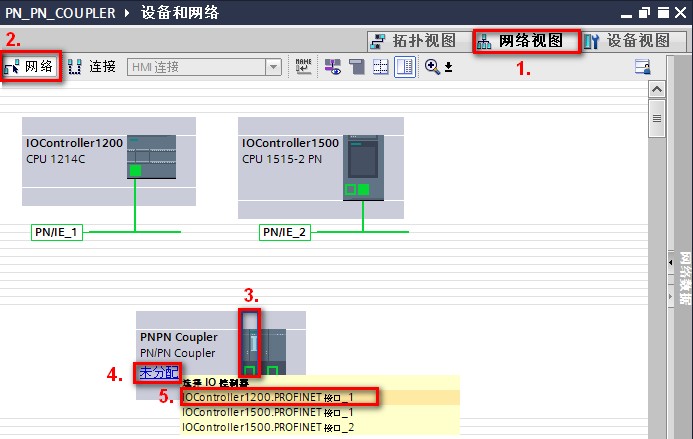 PN_PN_COUPLER ▸ 设备和网络
2.
拓扑视图 网络视图 设备视图
网络 连接 HMI 连接
1.
IOController1200
CPU 1214C
IOController1500
CPU 1515-2 PN
PN/IE_1
PN/IE_2
网络数据
3.
PNPN Coupler
PN/PN Coupler
4. 未分配
选择 IO 控制器
5. IOController1200.PROFINET 接口_1
IOController1500.PROFINET 接口_1
IOController1500.PROFINET 接口_2